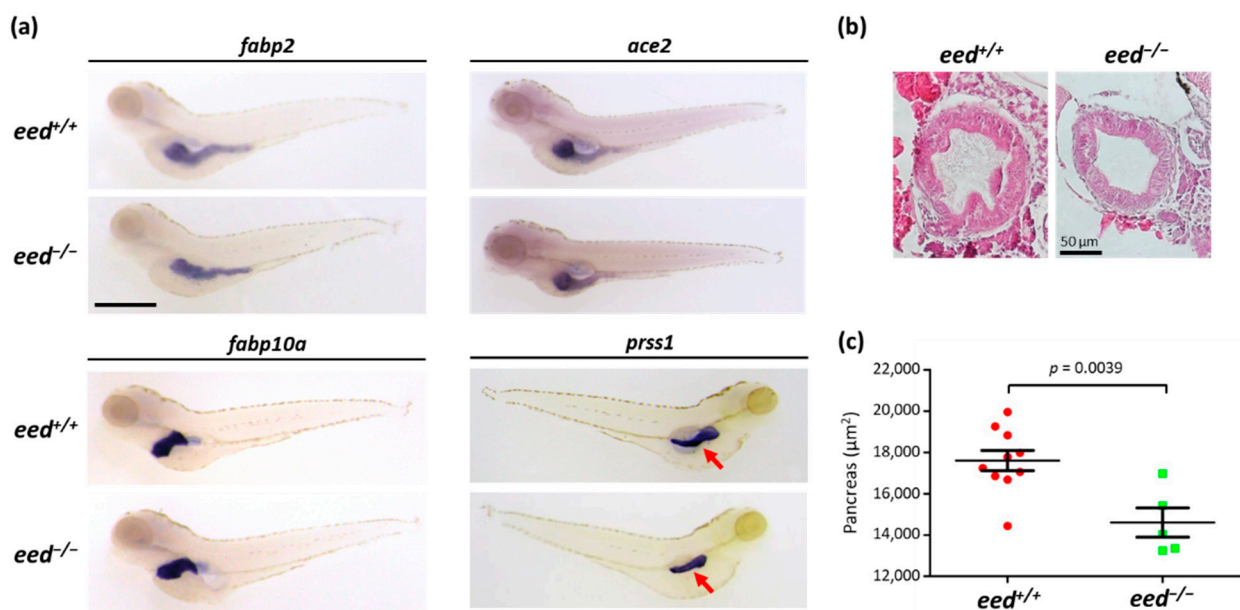 (a)
fabp2
ace2
eed+/+
eed−/−
fabp10a
prss1
eed+/+
eed−/−
(b)
eed+/+
eed−/−
50 µm
(c)
p = 0.0039
Pancreas (µm²)
22,000
20,000
18,000
16,000
14,000
12,000
eed+/+
eed−/−